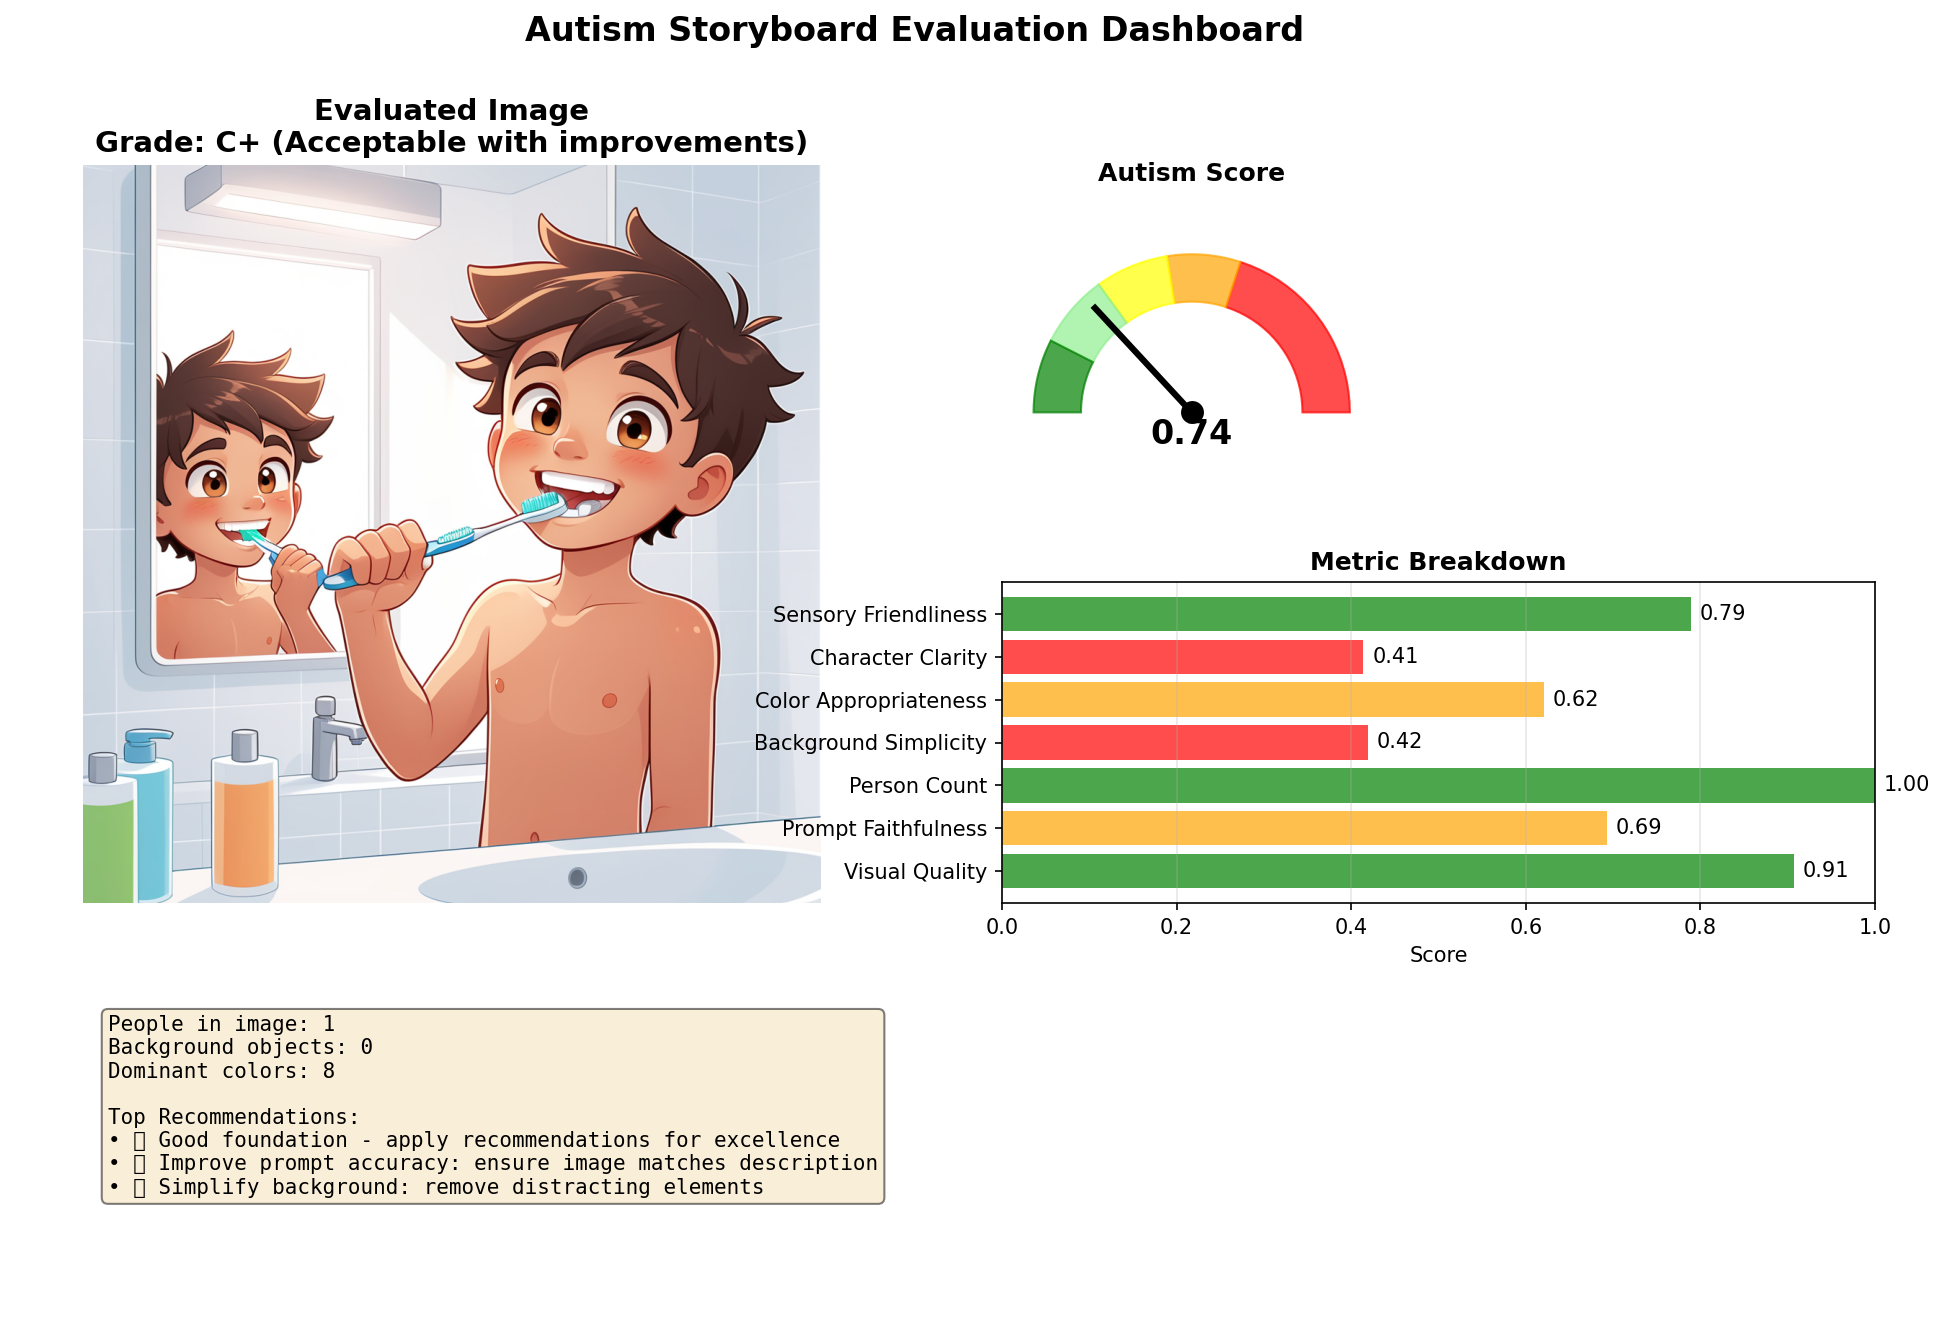 Autism Storyboard Evaluation Dashboard
Evaluated Image
Grade: C+ (Acceptable with improvements)
Autism Score
0.74
Metric Breakdown
Sensory Friendliness 0.79
Character Clarity 0.41
Color Appropriateness 0.62
Background Simplicity 0.42
Person Count 1.00
Prompt Faithfulness 0.69
Visual Quality 0.91
0.0 0.2 0.4 0.6 0.8 1.0
Score
People in image: 1
Background objects: 0
Dominant colors: 8
Top Recommendations:
• ▯ Good foundation - apply recommendations for excellence
• ▯ Improve prompt accuracy: ensure image matches description
• ▯ Simplify background: remove distracting elements